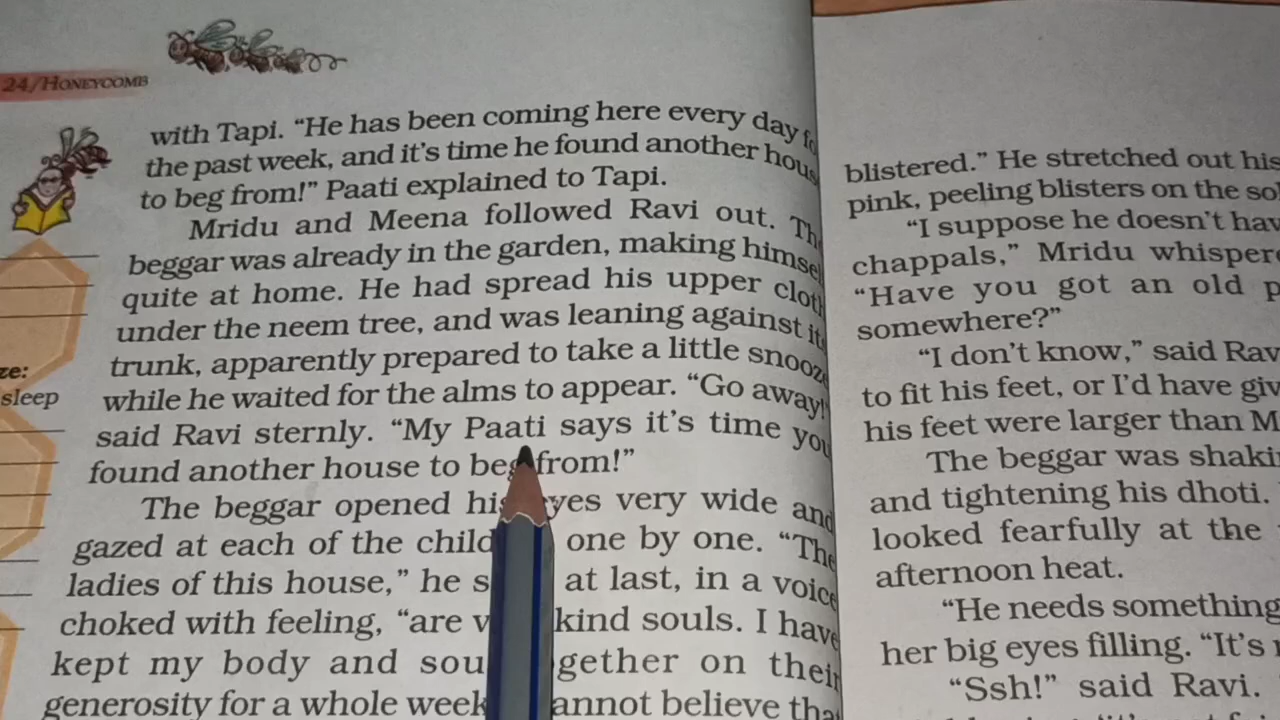 24/HONEYCOMB
with Tapi. “He has been coming here every day
the past week, and it’s time he found another hous
to beg from!” Paati explained to Tapi.
Mridu and Meena followed Ravi out. Th
beggar was already in the garden, making himsel
quite at home. He had spread his upper cloth
under the neem tree, and was leaning against it
trunk, apparently prepared to take a little snooze
while he waited for the alms to appear. “Go away!”
said Ravi sternly. “My Paati says it’s time you
found another house to beg from!”
The beggar opened his eyes very wide and
gazed at each of the child one by one. “The
ladies of this house,” he s at last, in a voice
choked with feeling, “are v kind souls. I have
kept my body and sou gether on their
generosity for a whole week annot believe that
ze:
sleep
blistered.” He stretched out his
pink, peeling blisters on the so
“I suppose he doesn’t hav
chappals,” Mridu whispere
“Have you got an old p
somewhere?”
“I don’t know,” said Rav
to fit his feet, or I’d have giv
his feet were larger than M
The beggar was shaki
and tightening his dhoti.
looked fearfully at the
afternoon heat.
“He needs something
her big eyes filling. “It’s
“Ssh!” said Ravi.